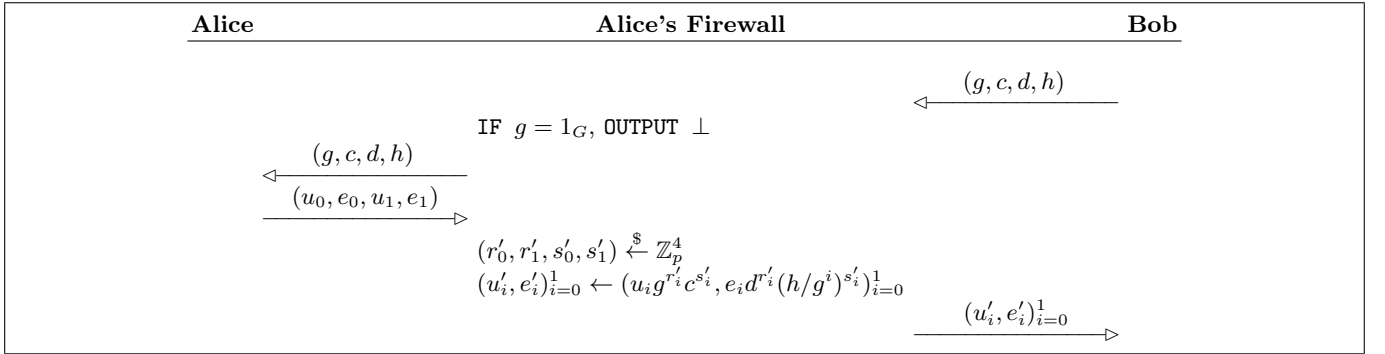 Alice Alice's Firewall Bob
(g, c, d, h)
IF g = 1_G, OUTPUT ⊥
(g, c, d, h)
(u_0, e_0, u_1, e_1)
(r'_0, r'_1, s'_0, s'_1) $← ℤ_p^4
(u'_i, e'_i)_{i=0}^1 ← (u_i g^{r'_i} c^{s'_i}, e_i d^{r'_i} (h/g^i)^{s'_i})_{i=0}^1
(u'_i, e'_i)_{i=0}^1